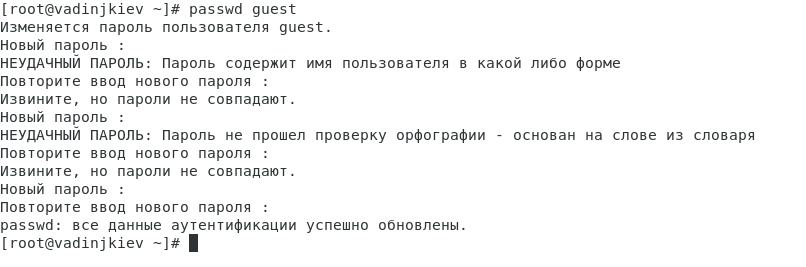 [root@vadinjkiev ~]# passwd guest
Изменяется пароль пользователя guest.
Новый пароль :
НЕУДАЧНЫЙ ПАРОЛЬ: Пароль содержит имя пользователя в какой либо форме
Повторите ввод нового пароля :
Извините, но пароли не совпадают.
Новый пароль :
НЕУДАЧНЫЙ ПАРОЛЬ: Пароль не прошел проверку орфографии - основан на слове из словаря
Повторите ввод нового пароля :
Извините, но пароли не совпадают.
Новый пароль :
Повторите ввод нового пароля :
passwd: все данные аутентификации успешно обновлены.
[root@vadinjkiev ~]#